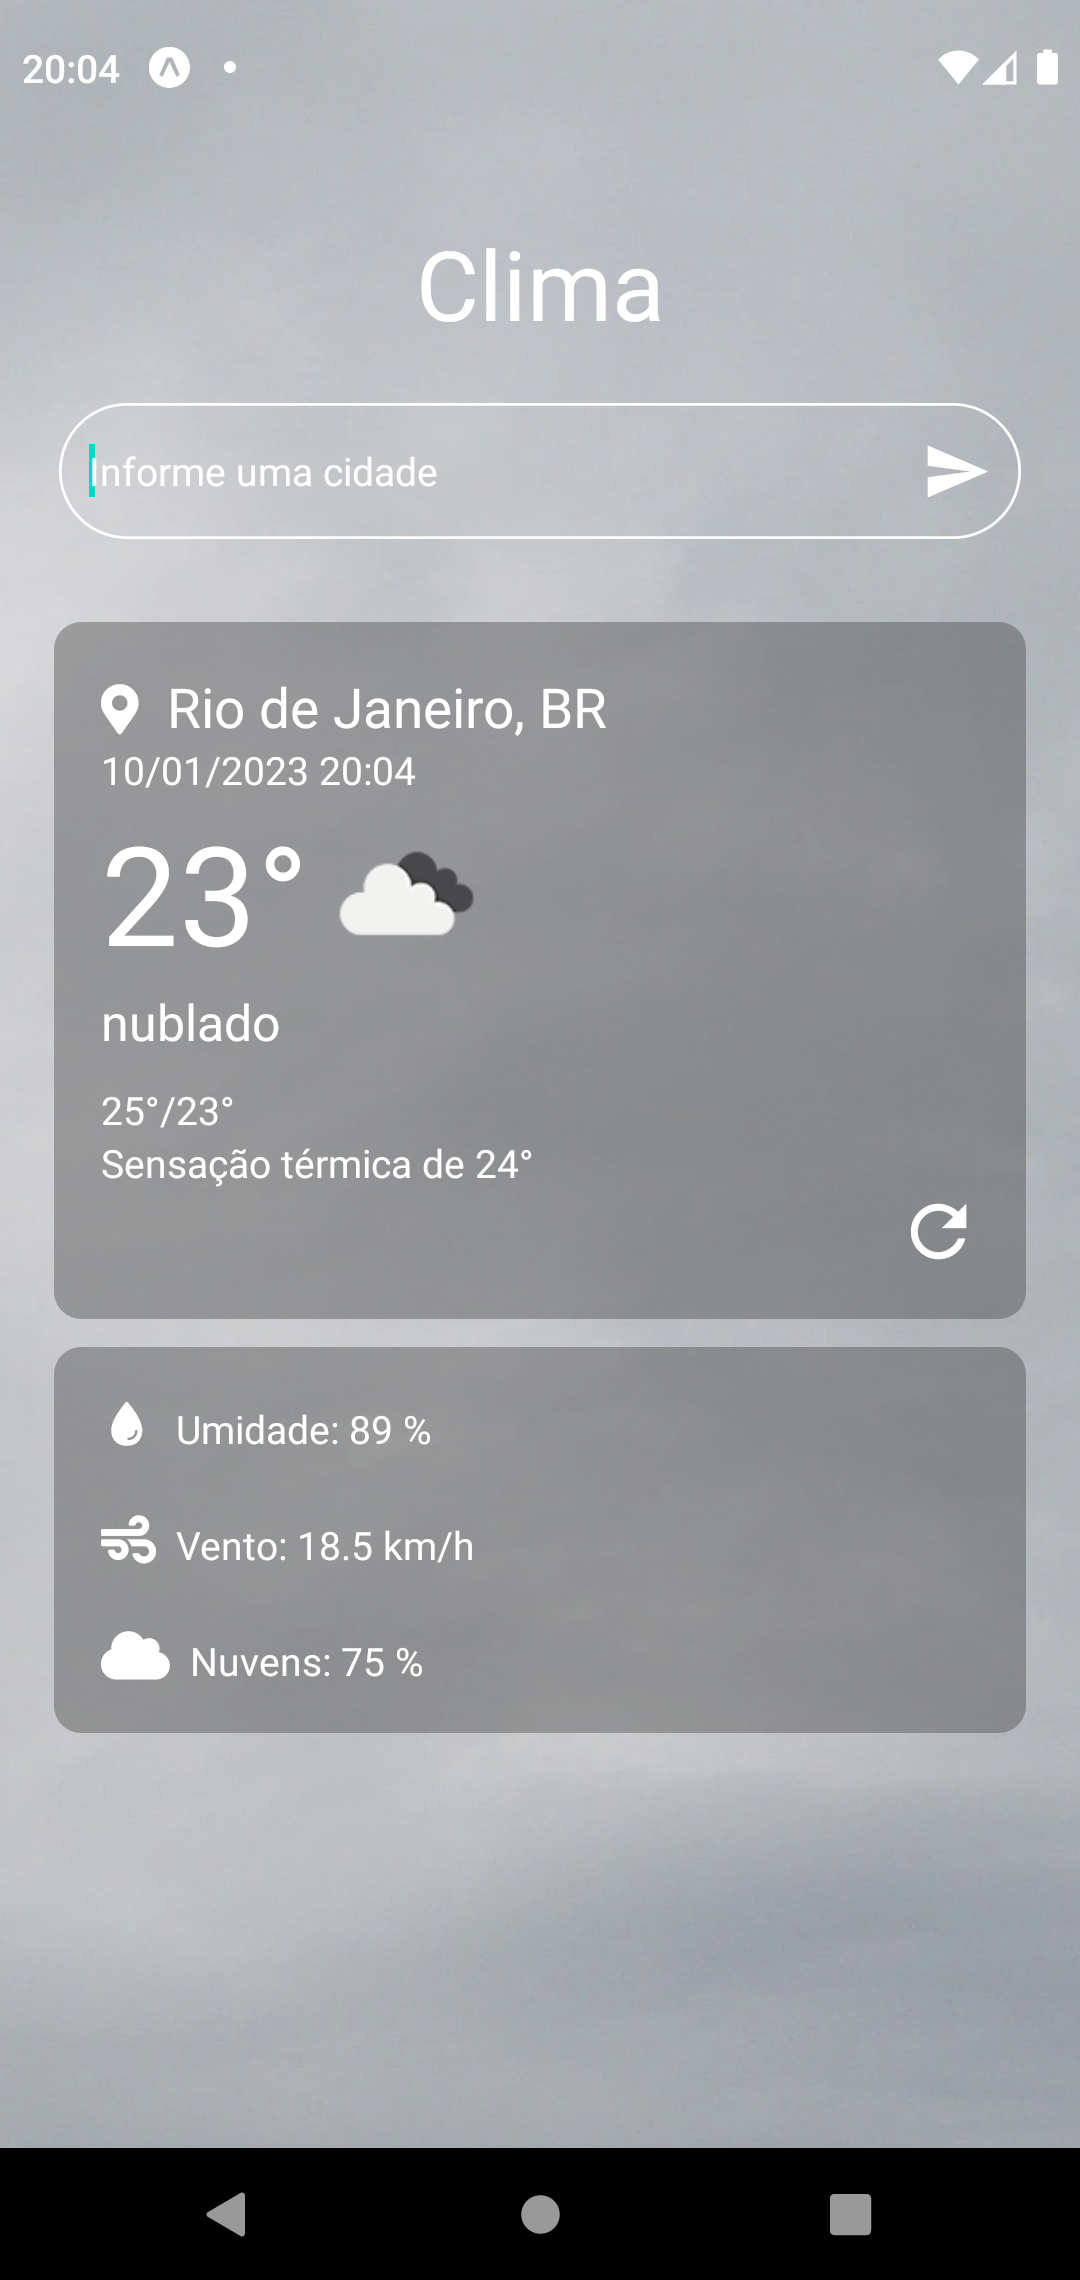 20:04
Clima
Informe uma cidade
Rio de Janeiro, BR
10/01/2023 20:04
23°
nublado
25°/23°
Sensação térmica de 24°
Umidade: 89 %
Vento: 18.5 km/h
Nuvens: 75 %